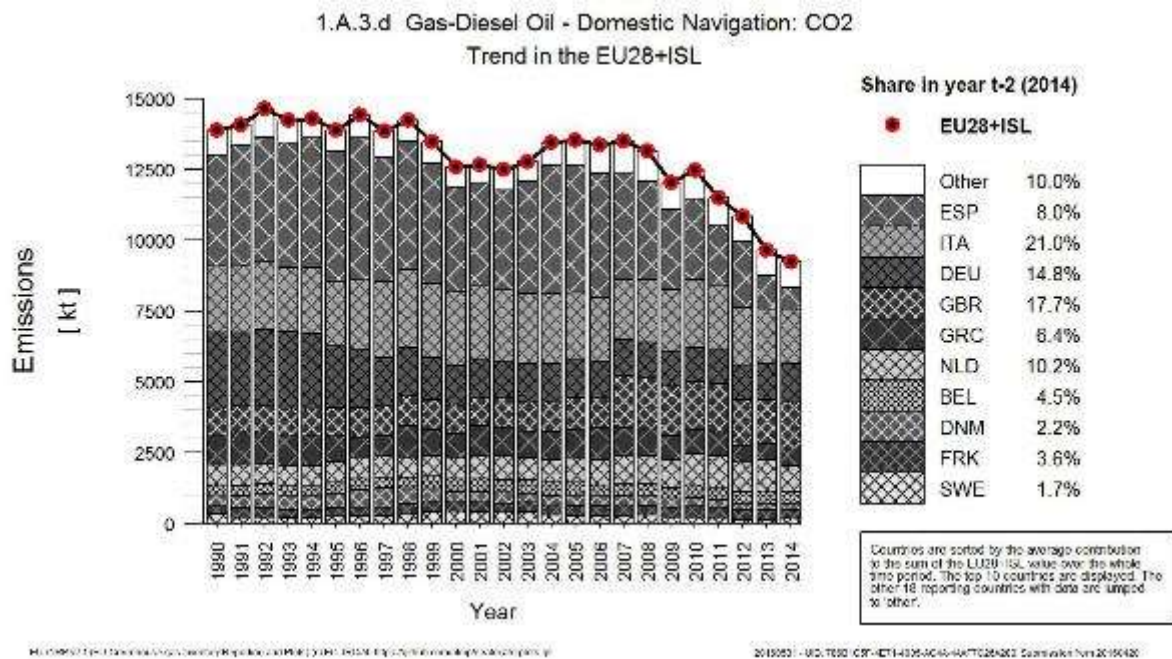 1.A.3.d Gas-Diesel Oil - Domestic Navigation: CO2
Trend in the EU28+ISL
Share in year t-2 (2014)
EU28+ISL
Other 10.0%
ESP 8.0%
ITA 21.0%
DEU 14.8%
GBR 17.7%
GRC 6.4%
NLD 10.2%
BEL 4.5%
DNM 2.2%
FRK 3.6%
SWE 1.7%
Emissions
[ kt ]
15000
12500
10000
7500
5000
2500
0
1990 1991 1992 1993 1994 1995 1996 1997 1998 1999 2000 2001 2002 2003 2004 2005 2006 2007 2008 2009 2010 2011 2012 2013 2014
Year
Countries are sorted by the average contribution
to the sum of the EU28+ISL value over the whole
time period. The top 10 countries are displayed. The
other 18 reporting countries with data are lumped
to 'other'.
Submission from